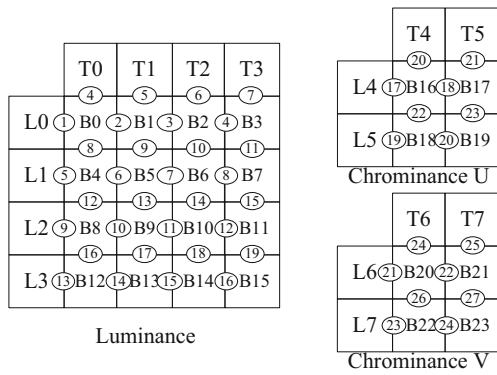 T0 T1 T2 T3
4 5 6 7
L0 1 B0 2 B1 3 B2 4 B3
8 9 10 11
L1 5 B4 6 B5 7 B6 8 B7
12 13 14 15
L2 9 B8 10 B9 11 B10 12 B11
16 17 18 19
L3 13 B12 14 B13 15 B14 16 B15
Luminance
T4 T5
20 21
L4 17 B16 18 B17
22 23
L5 19 B18 20 B19
Chrominance U
T6 T7
24 25
L6 21 B20 22 B21
26 27
L7 23 B22 24 B23
Chrominance V